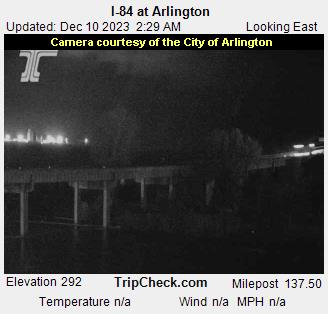 I-84 at Arlington
Updated: Dec 10 2023 2:29 AM Looking East
Camera courtesy of the City of Arlington
Elevation 292 TripCheck.com Milepost 137.50
Temperature n/a Wind n/a MPH n/a